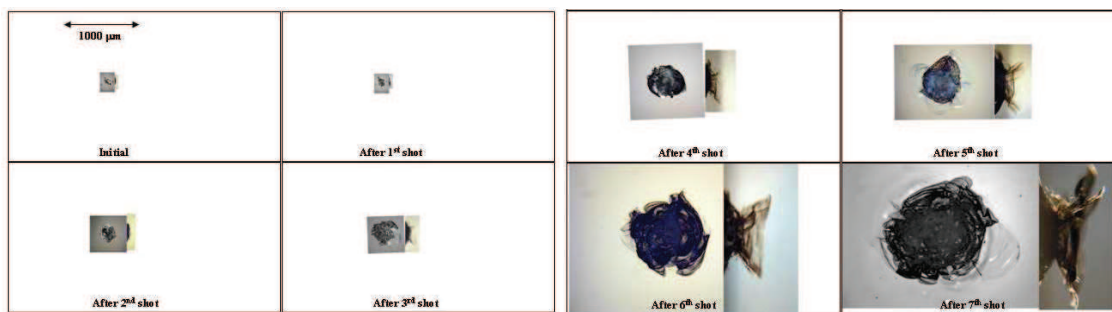 1000 μm
Initial
After 1st shot
After 2nd shot
After 3rd shot
After 4th shot
After 5th shot
After 6th shot
After 7th shot